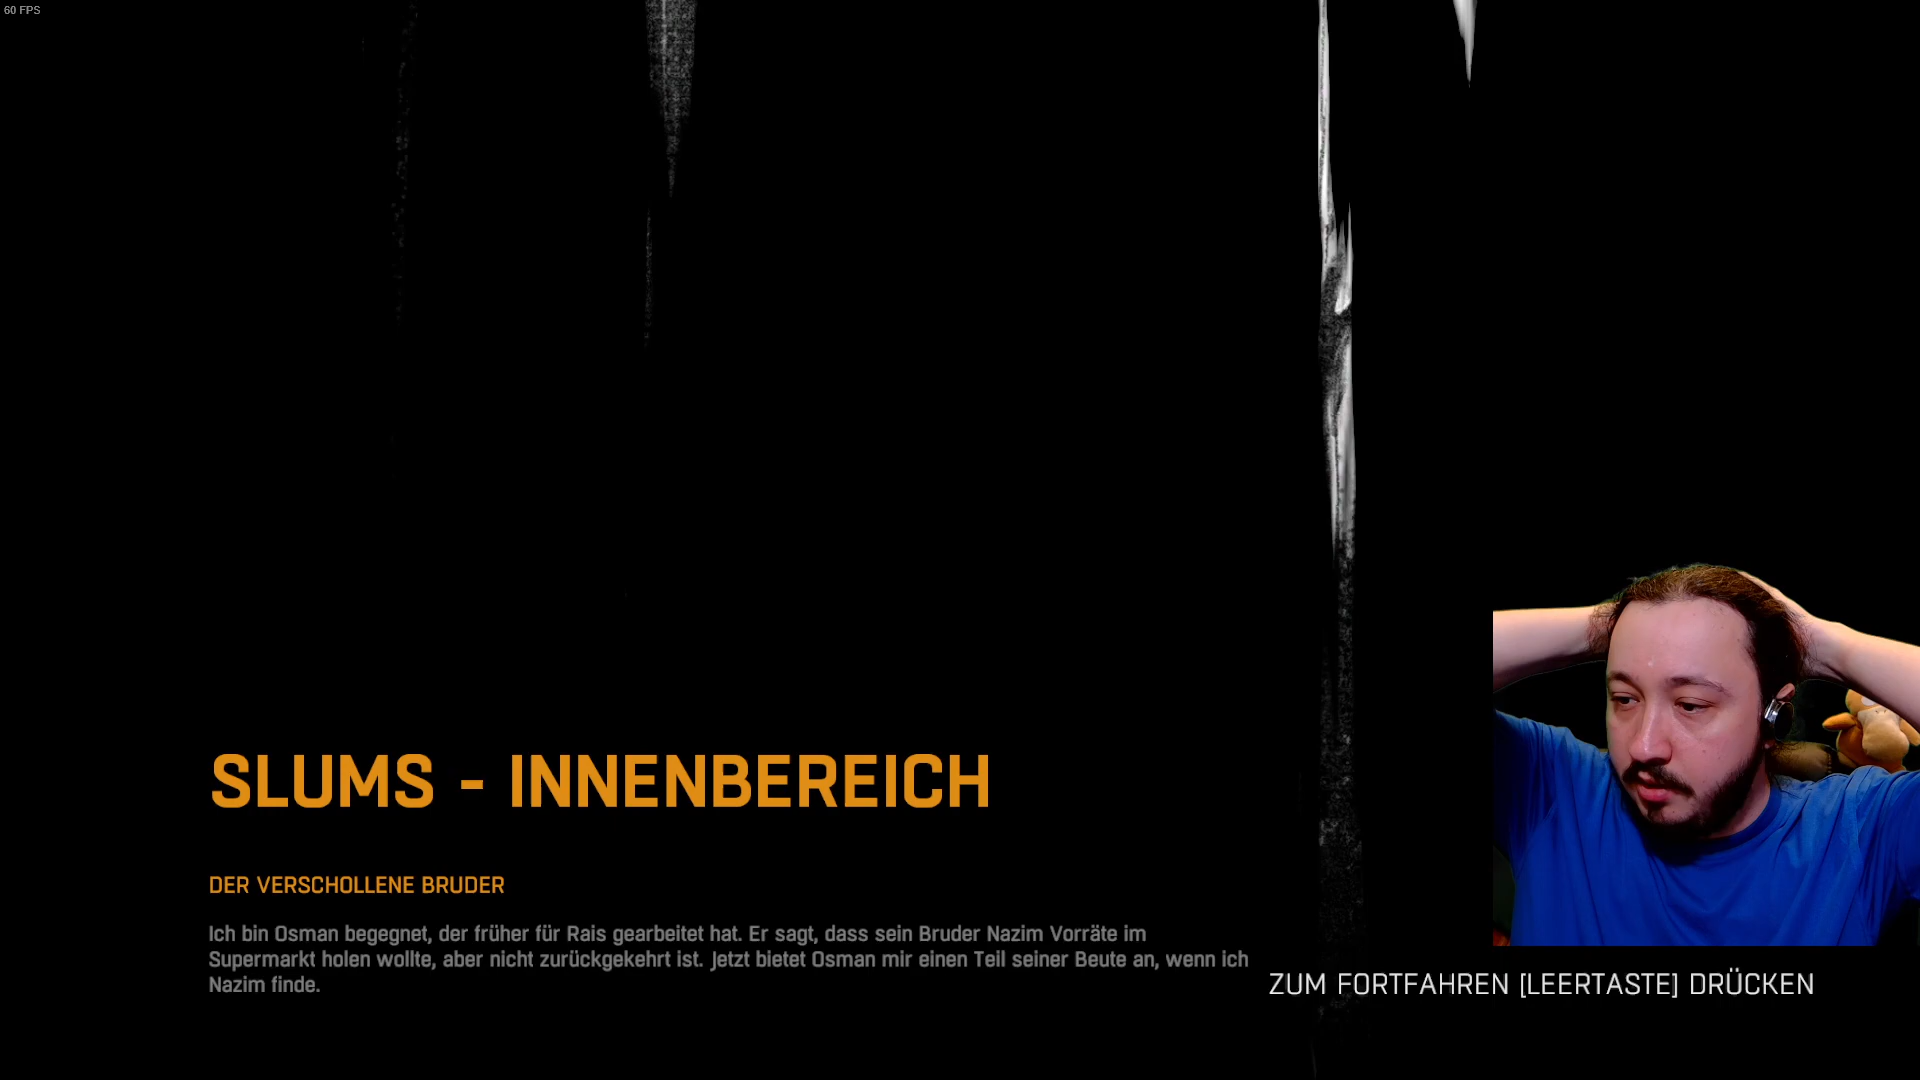 60 FPS
SLUMS - INNENBEREICH
DER VERSCHOLLENE BRUDER
Ich bin Osman begegnet, der früher für Rais gearbeitet hat. Er sagt, dass sein Bruder Nazim Vorräte im
Supermarkt holen wollte, aber nicht zurückgekehrt ist. Jetzt bietet Osman mir einen Teil seiner Beute an, wenn ich
Nazim finde.
ZUM FORTFAHREN [LEERTASTE] DRÜCKEN